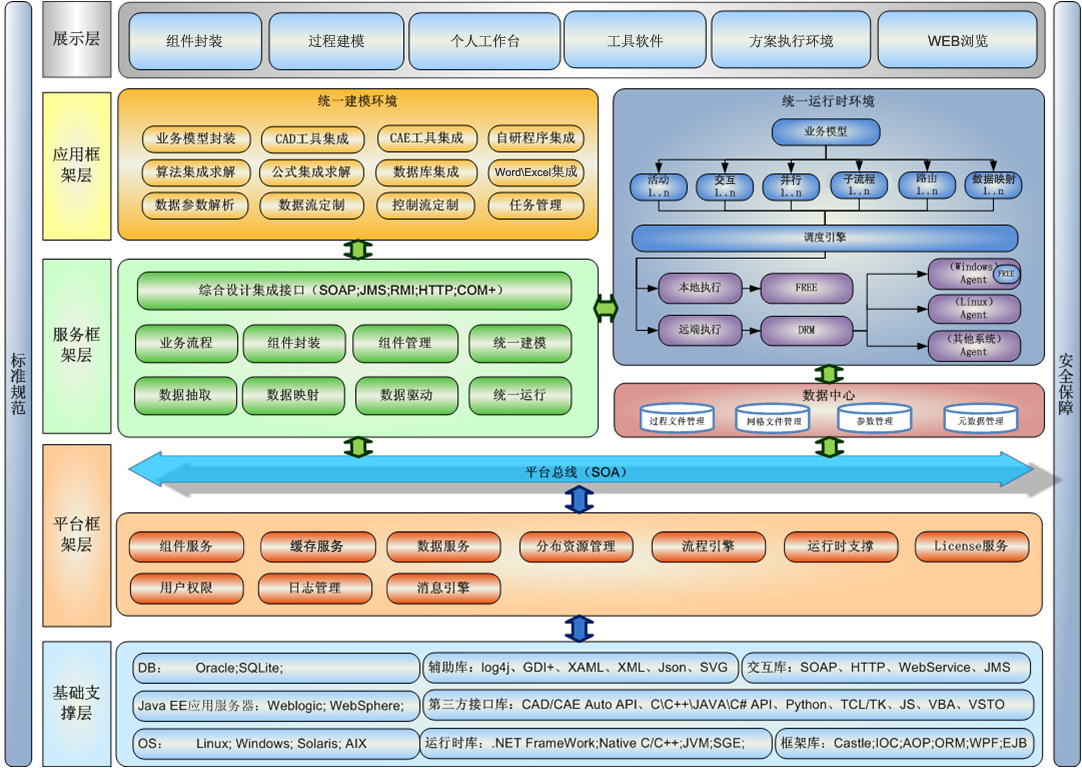 展示层
组件封装
过程建模
个人工作台
工具软件
方案执行环境
WEB浏览
标准规范
安全保障
应用框
架层
统一建模环境
业务模型封装
CAD工具集成
CAE工具集成
自研程序集成
算法集成求解
公式集成求解
数据库集成
Word\Excel集成
数据参数解析
数据流定制
控制流定制
任务管理
统一运行时环境
业务模型
活动
1..n
交互
1..n
并行
1..n
子流程
1..n
路由
1..n
数据映射
1..n
调度引擎
本地执行
FREE
远端执行
DRM
(Windows)
Agent
FREE
(Linux)
Agent
(其他系统)
Agent
服务框
架层
综合设计集成接口（SOAP;JMS;RMI;HTTP;COM+）
业务流程
组件封装
组件管理
统一建模
数据抽取
数据映射
数据驱动
统一运行
数据中心
过程文件管理
网格文件管理
参数管理
元数据管理
平台框
架层
平台总线（SOA）
组件服务
缓存服务
数据服务
分布资源管理
流程引擎
运行时支撑
License服务
用户权限
日志管理
消息引擎
基础支
撑层
DB： Oracle;SQLite;
辅助库：log4j、GDI+、XAML、XML、Json、SVG
交互库：SOAP、HTTP、WebService、JMS
Java EE应用服务器：Weblogic; WebSphere;
第三方接口库：CAD/CAE Auto API、C\C++\JAVA\C# API、Python、TCL/TK、JS、VBA、VSTO
OS： Linux; Windows; Solaris; AIX
运行时库：.NET FrameWork;Native C/C++;JVM;SGE;
框架库：Castle;IOC;AOP;ORM;WPF;EJB